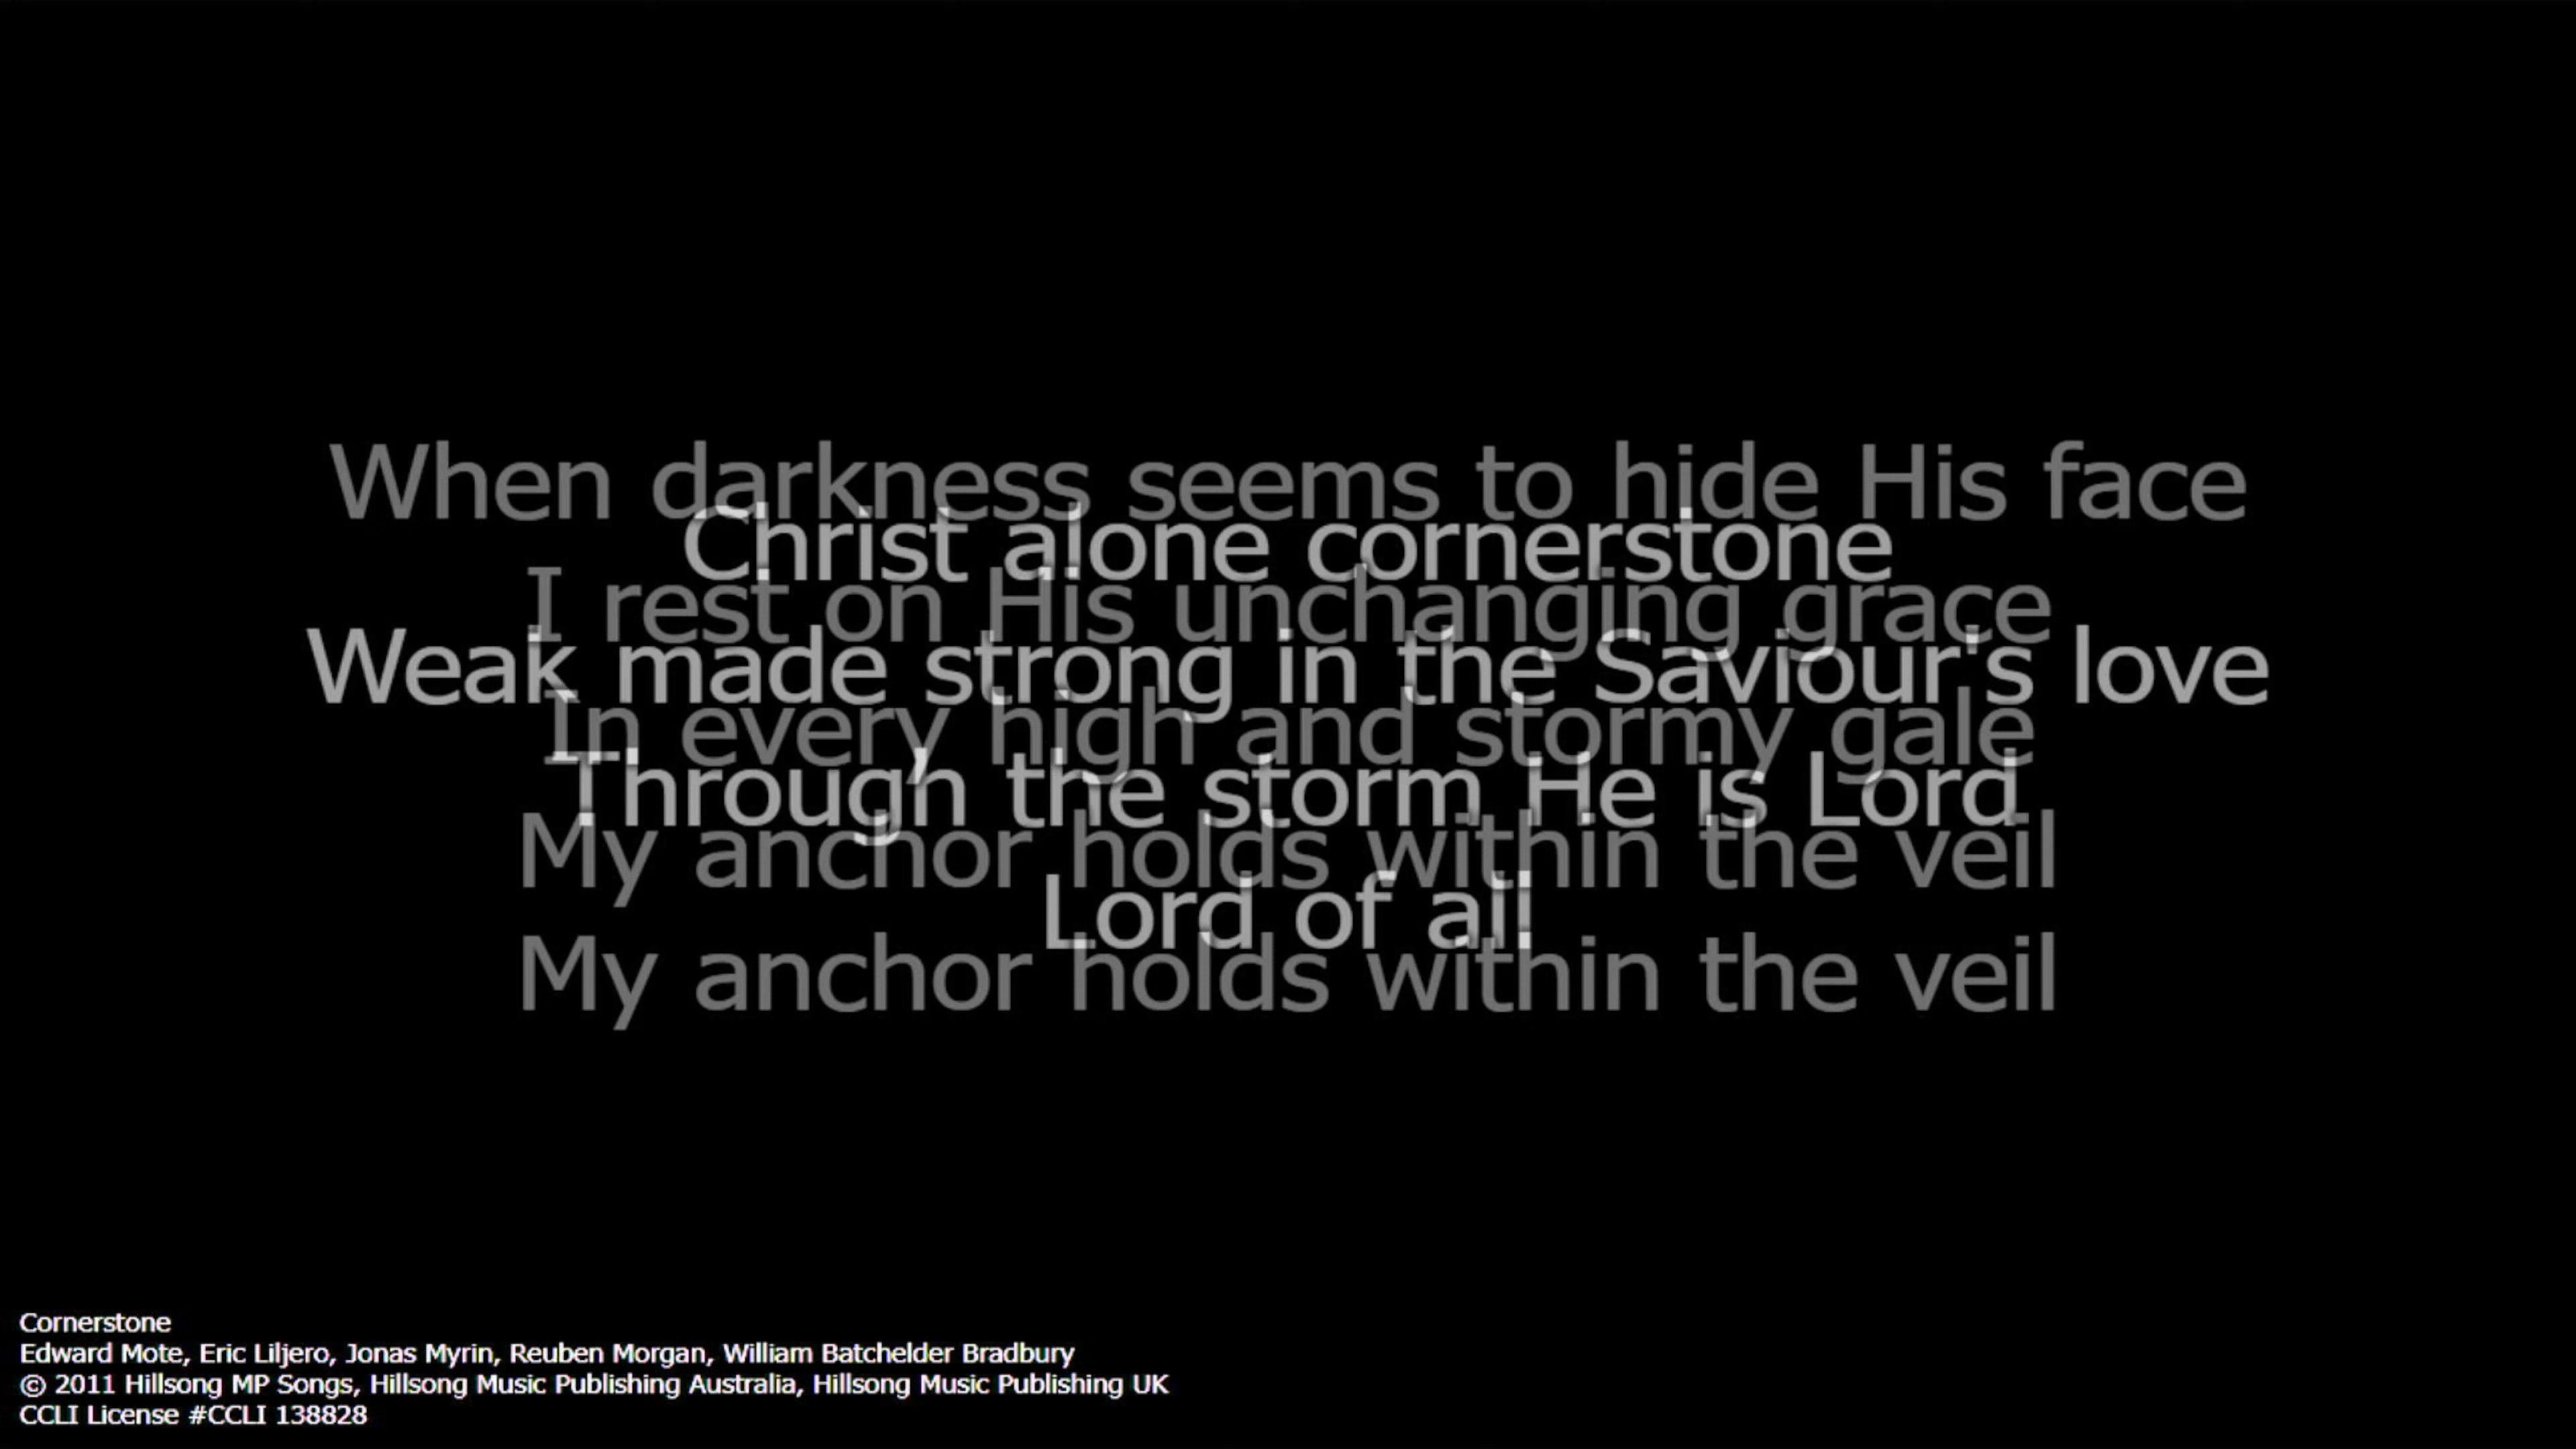 When darkness seems to hide His face
Christ alone cornerstone
I rest on His unchanging grace
Weak made strong in the Saviour's love
In every high and stormy gale
Through the storm He is Lord
My anchor holds within the veil
Lord of all
My anchor holds within the veil
Cornerstone
Edward Mote, Eric Liljero, Jonas Myrin, Reuben Morgan, William Batchelder Bradbury
© 2011 Hillsong MP Songs, Hillsong Music Publishing Australia, Hillsong Music Publishing UK
CCLI License #CCLI 138828